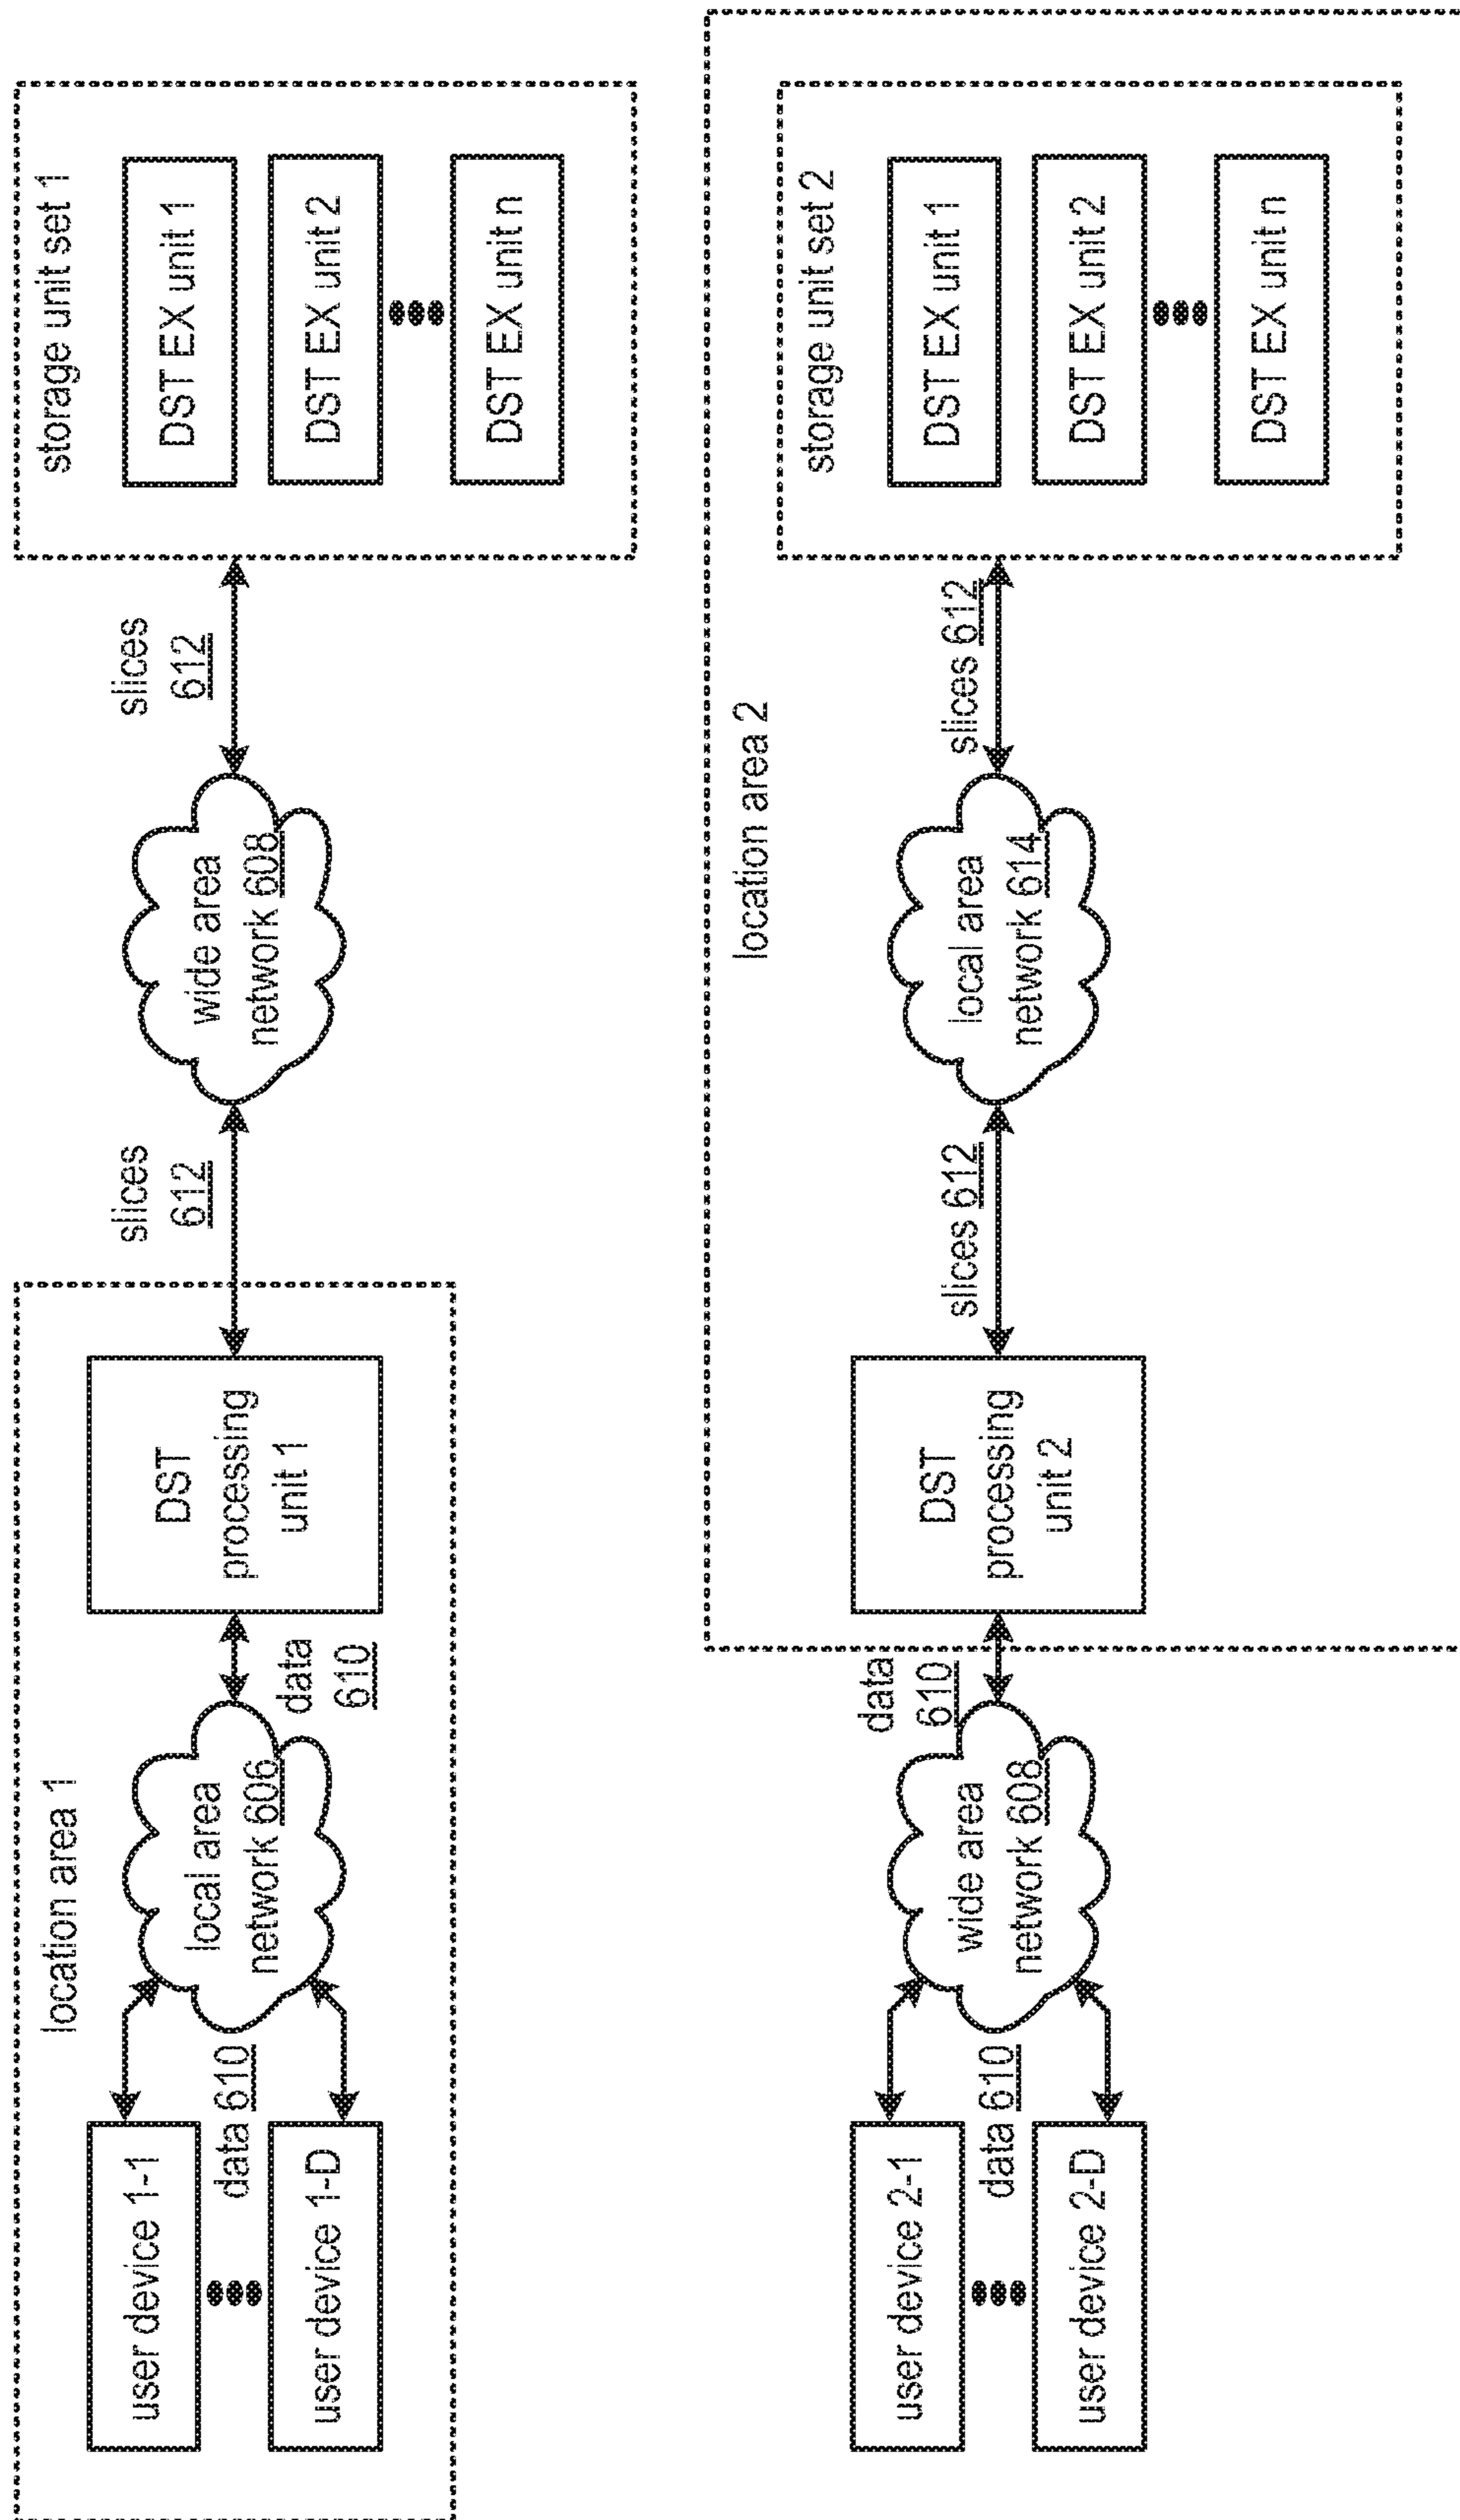 location area 1
user device 1-1
data 610
user device 1-D
local area
network 606
data
610
DST
processing
unit 1
slices
612
wide area
network 608
slices
612
storage unit set 1
DST EX unit 1
DST EX unit 2
DST EX unit n
location area 2
user device 2-1
data 610
user device 2-D
wide area
network 608
data
610
DST
processing
unit 2
slices 612
local area
network 614
slices 612
storage unit set 2
DST EX unit 1
DST EX unit 2
DST EX unit n